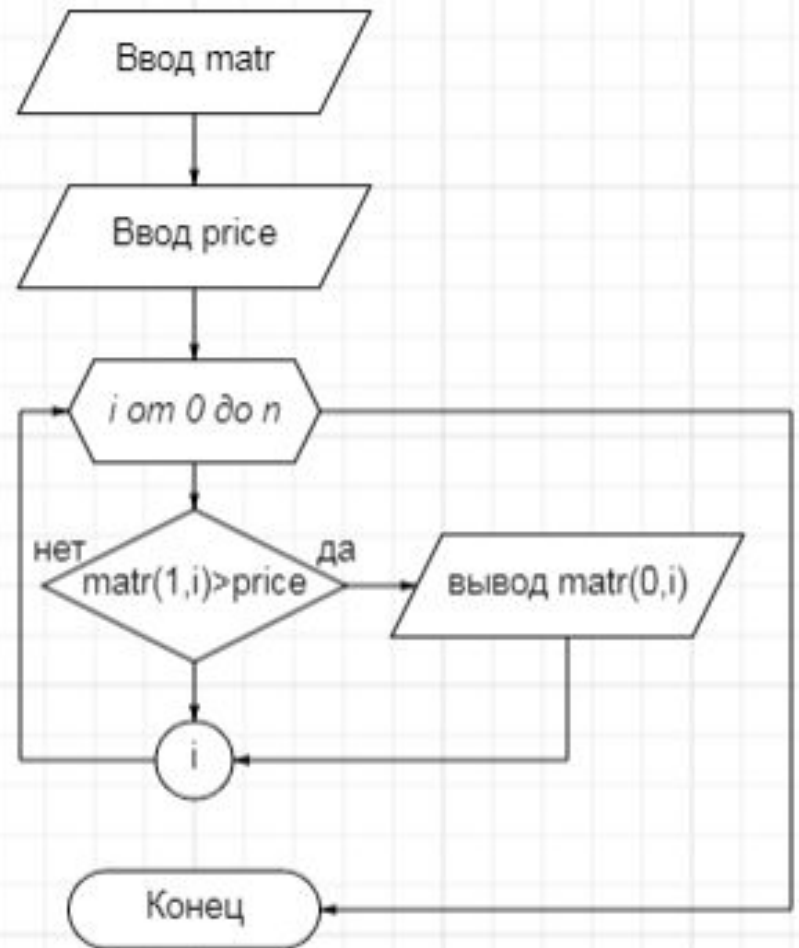 Ввод matr
Ввод price
i от 0 до n
нет
да
matr(1,i)>price
вывод matr(0,i)
i
Конец